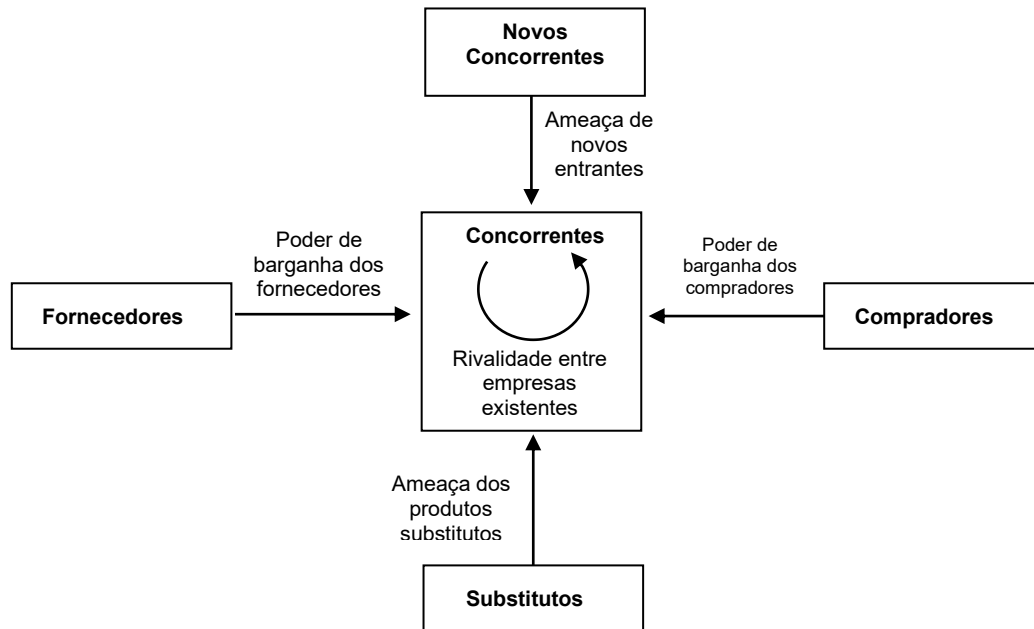 Novos
Concorrentes
Ameaça de
novos
entrantes
Concorrentes
Poder de
barganha dos
fornecedores
Poder de
barganha dos
compradores
Fornecedores
Compradores
Rivalidade entre
empresas
existentes
Ameaça dos
produtos
substitutos
Substitutos